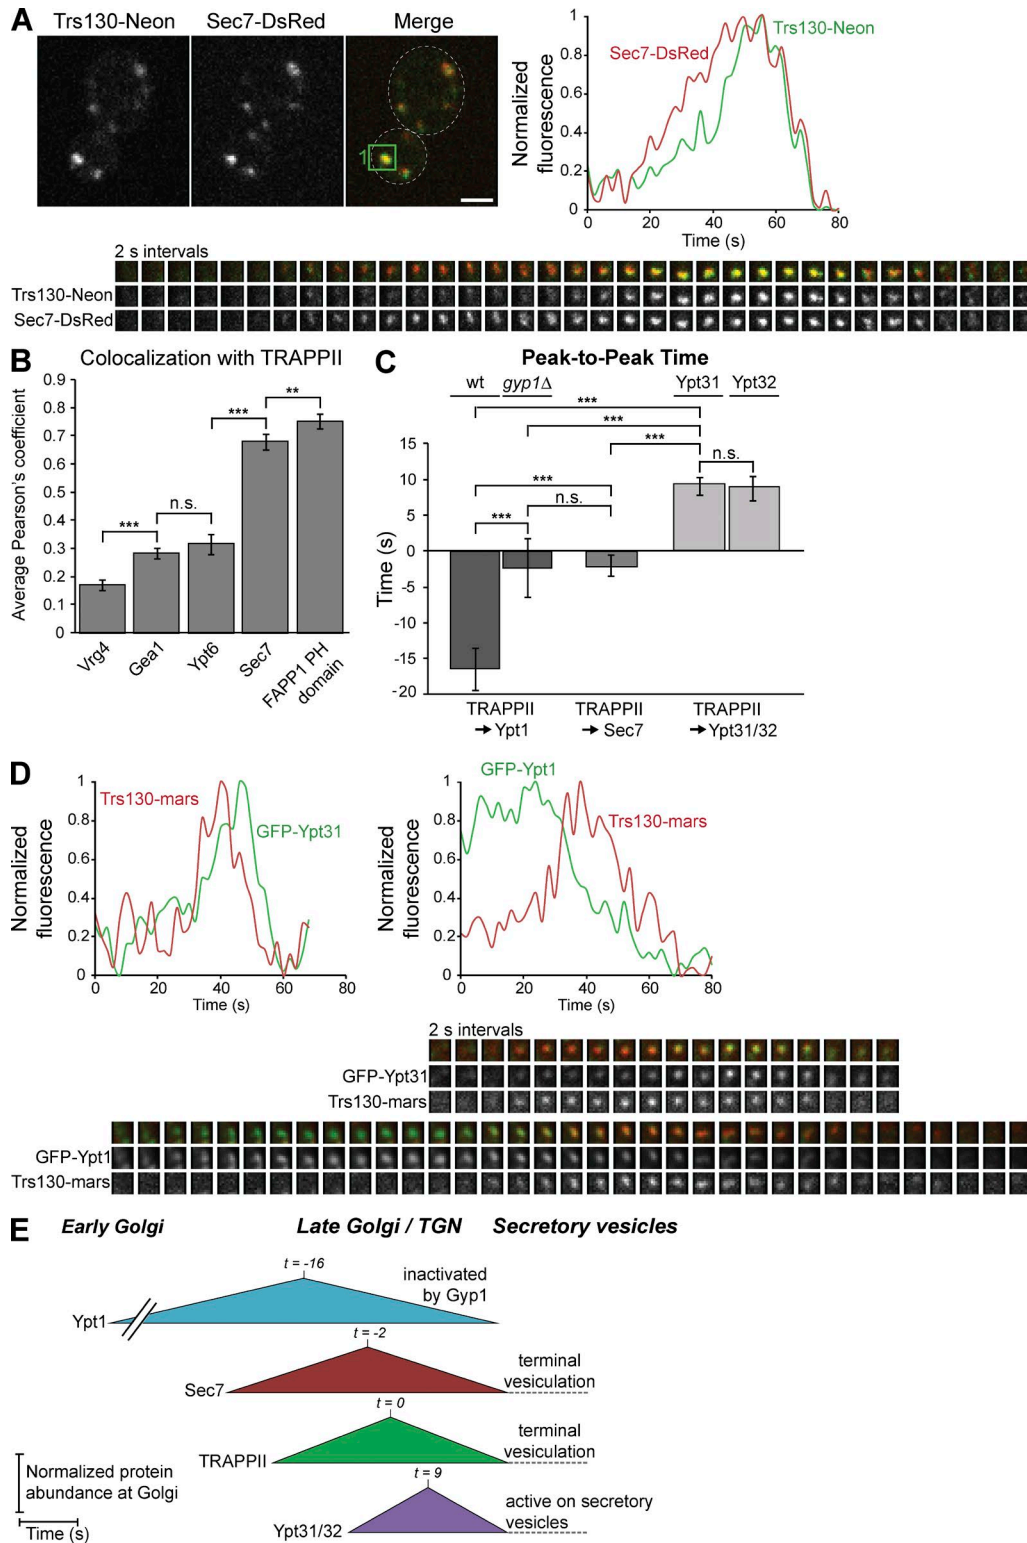 A
Trs130-Neon
Sec7-DsRed
Merge
1
Normalized
fluorescence
1
0.8
0.6
0.4
0.2
0
Sec7-DsRed
Trs130-Neon
0
20
40
60
80
Time (s)
2 s intervals
Trs130-Neon
Sec7-DsRed
B
Colocalization with TRAPPII
Average Pearson's coefficient
0.9
0.8
0.7
0.6
0.5
0.4
0.3
0.2
0.1
0
***
n.s.
***
**
Vrg4
Gea1
Ypt6
Sec7
FAPP1 PH
domain
C
Peak-to-Peak Time
wt
gyp1Δ
Ypt31
Ypt32
***
***
***
n.s.
***
n.s.
***
Time (s)
15
10
5
0
-5
-10
-15
-20
TRAPPII
→ Ypt1
TRAPPII
→ Sec7
TRAPPII
→ Ypt31/32
D
Normalized
fluorescence
1
0.8
0.6
0.4
0.2
0
Trs130-mars
GFP-Ypt31
0
20
40
60
80
Time (s)
GFP-Ypt1
Normalized
fluorescence
1
0.8
0.6
0.4
0.2
0
Trs130-mars
0
20
40
60
80
Time (s)
2 s intervals
GFP-Ypt31
Trs130-mars
GFP-Ypt1
Trs130-mars
E
Early Golgi
Late Golgi / TGN
Secretory vesicles
t = -16
inactivated
by Gyp1
Ypt1
t = -2
terminal
vesiculation
Sec7
t = 0
terminal
vesiculation
TRAPPII
t = 9
active on secretory
vesicles
Ypt31/32
Normalized protein
abundance at Golgi
Time (s)